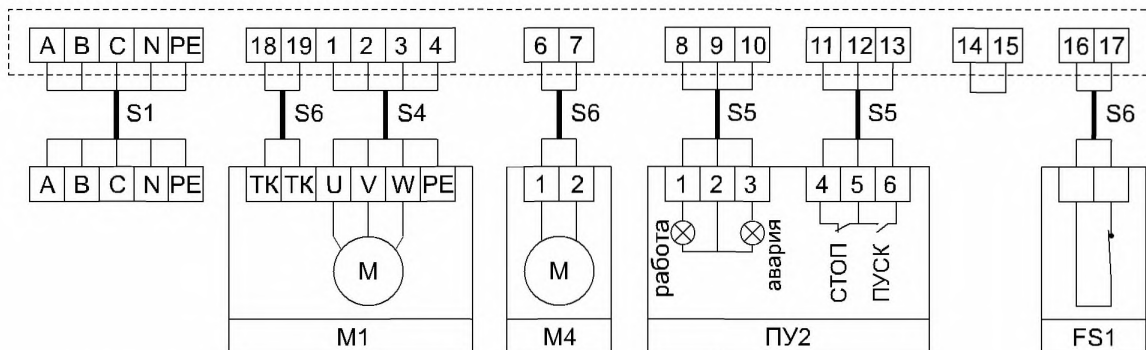 A B C N PE 18 19 1 2 3 4 6 7 8 9 10 11 12 13 14 15 16 17
S1 S6 S4 S6 S5 S5 S6
A B C N PE ТК ТК U V W PE 1 2 1 2 3 4 5 6
М М работа авария СТОП ПУСК
М1 М4 ПУ2 FS1